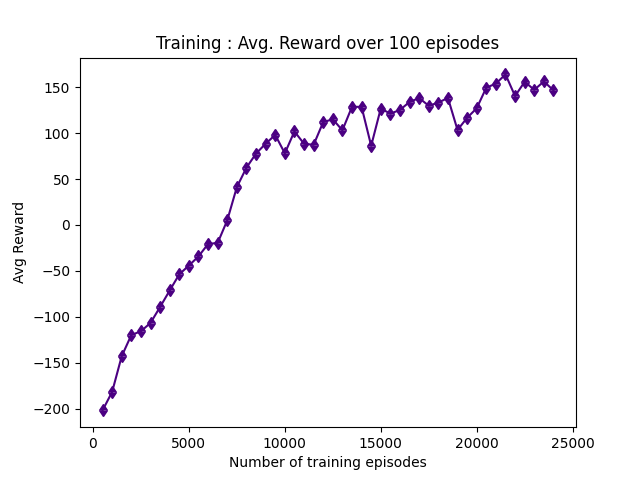 Training : Avg. Reward over 100 episodes
150
100
50
0
−50
−100
−150
−200
Avg Reward
0 5000 10000 15000 20000 25000
Number of training episodes